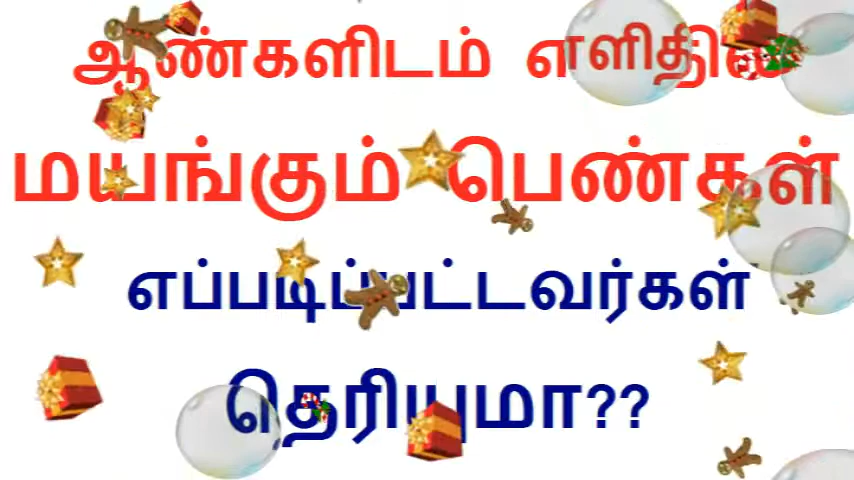 ஆண்களிடம் எளிதில்
மயங்கும் பெண்கள்
எப்படிப்பட்டவர்கள்
தெரியுமா??